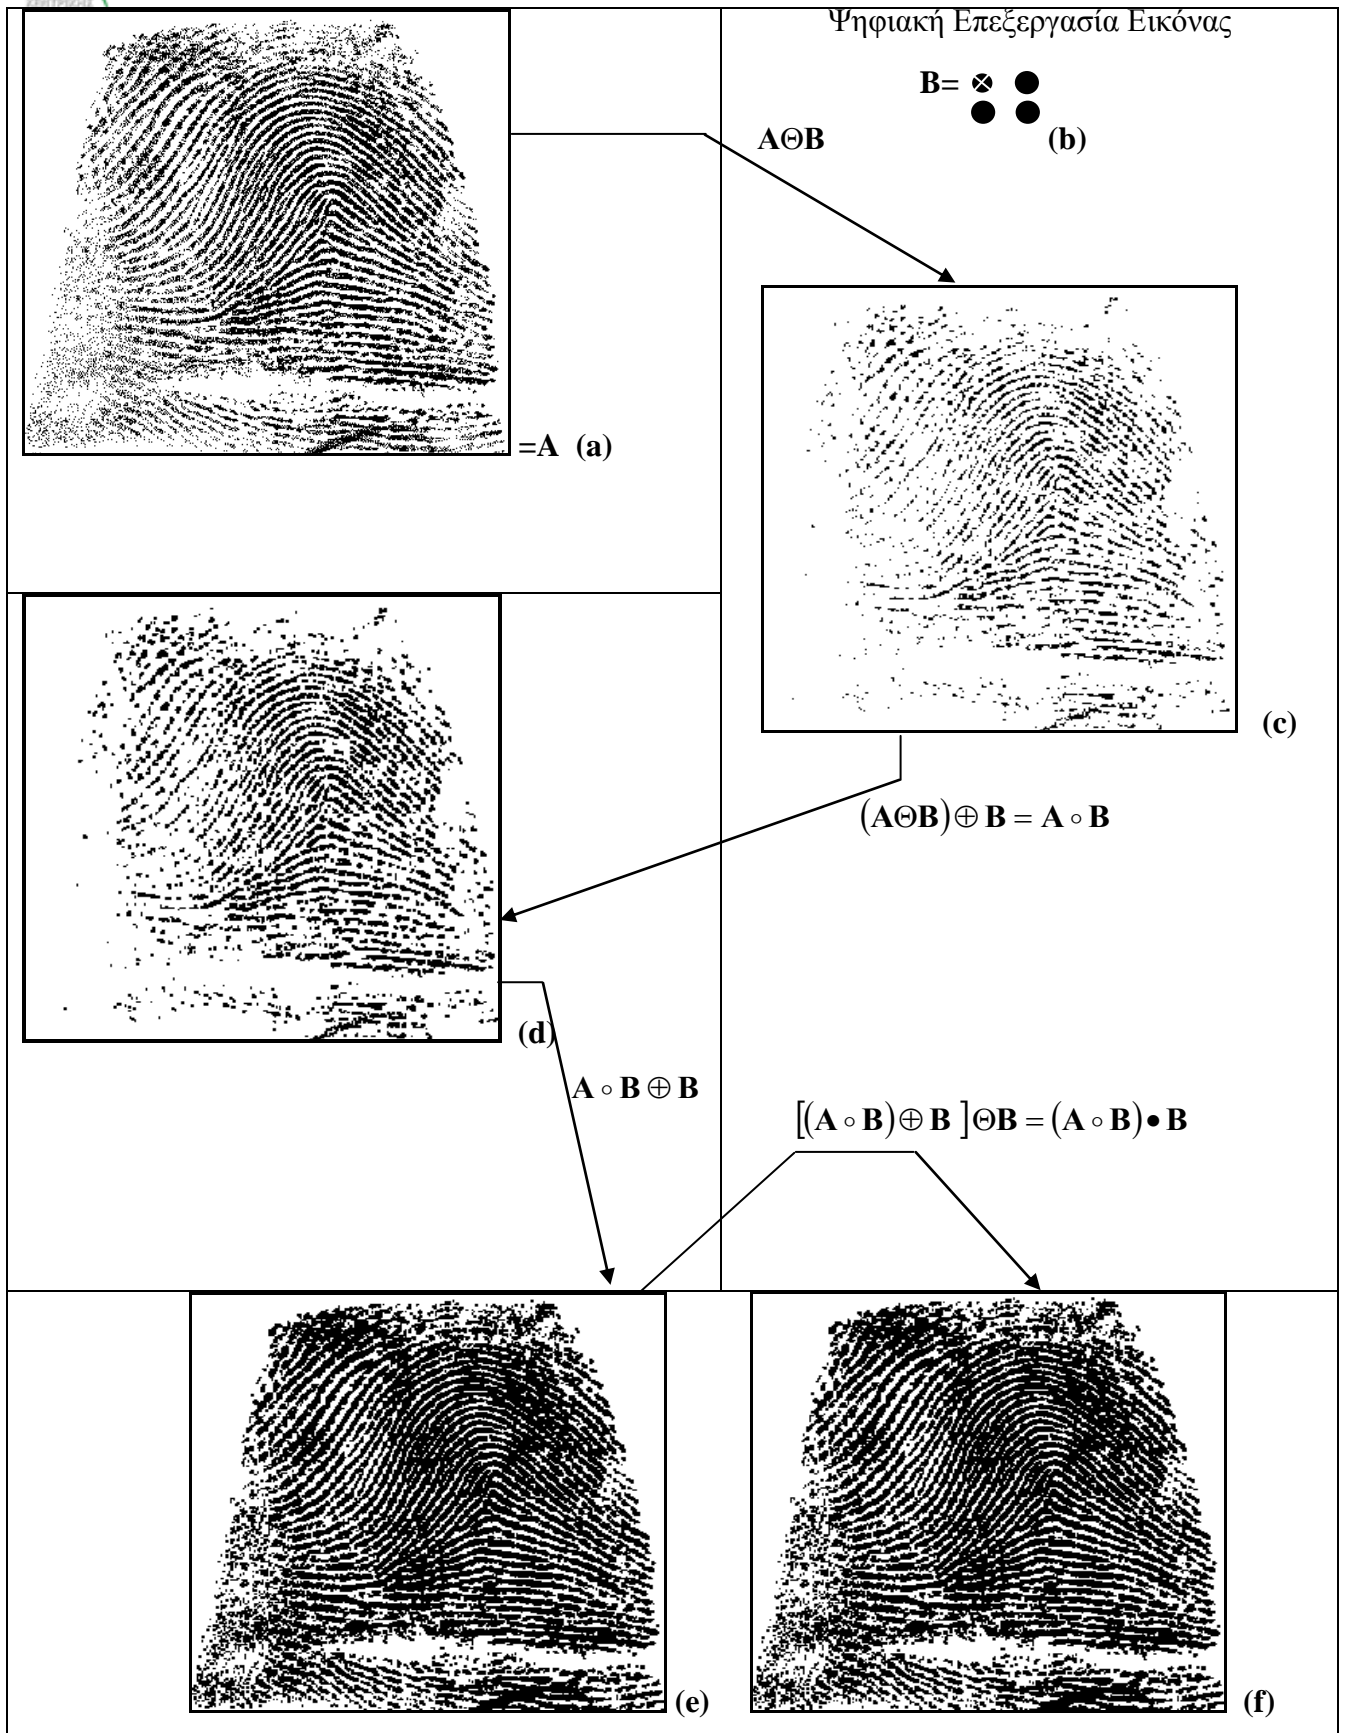 Ψηφιακή Επεξεργασία Εικόνας
B=
(b)
AΘB
=A (a)
(c)
(AΘB)⊕B = A∘B
(d)
A∘B⊕B
[(A∘B)⊕B ]ΘB = (A∘B)•B
(e)
(f)